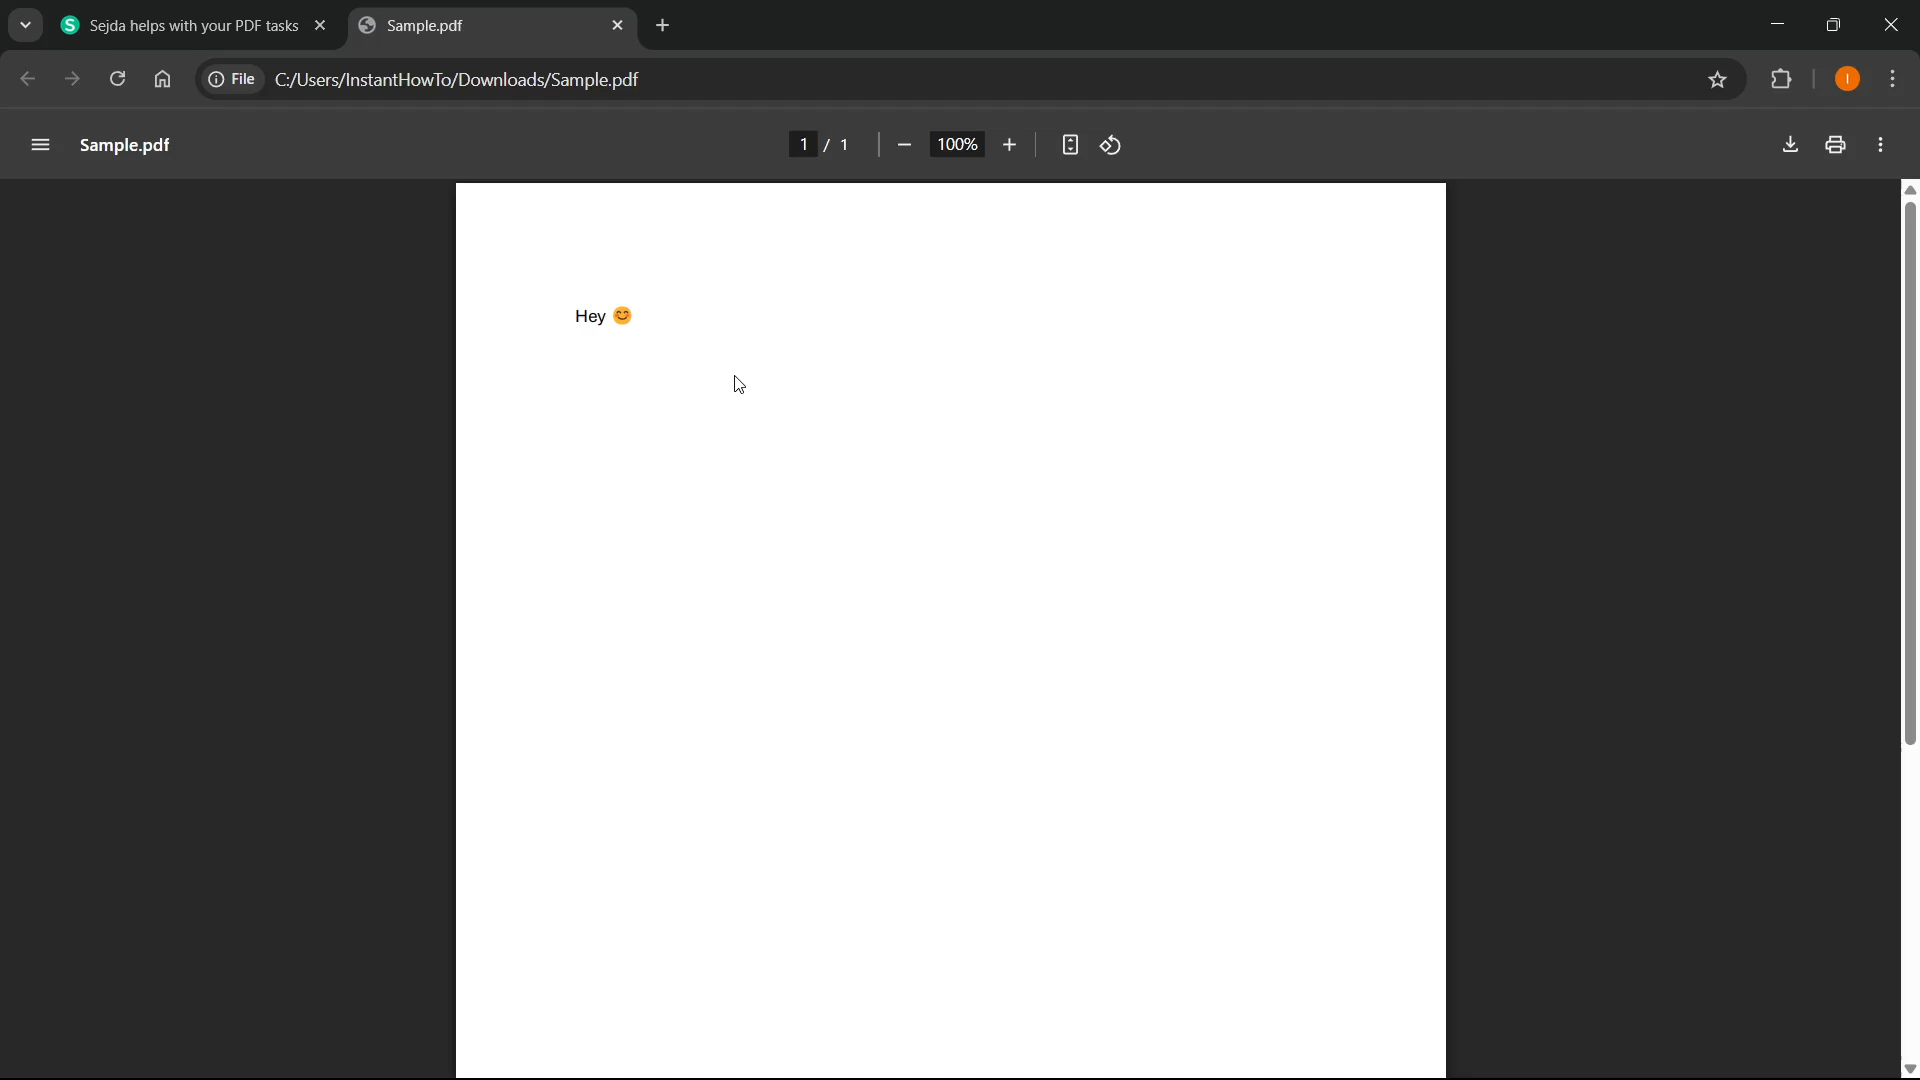 S Sejda helps with your PDF tasks
Sample.pdf
File C:/Users/InstantHowTo/Downloads/Sample.pdf
I
Sample.pdf
1 / 1
100%
Hey 😊